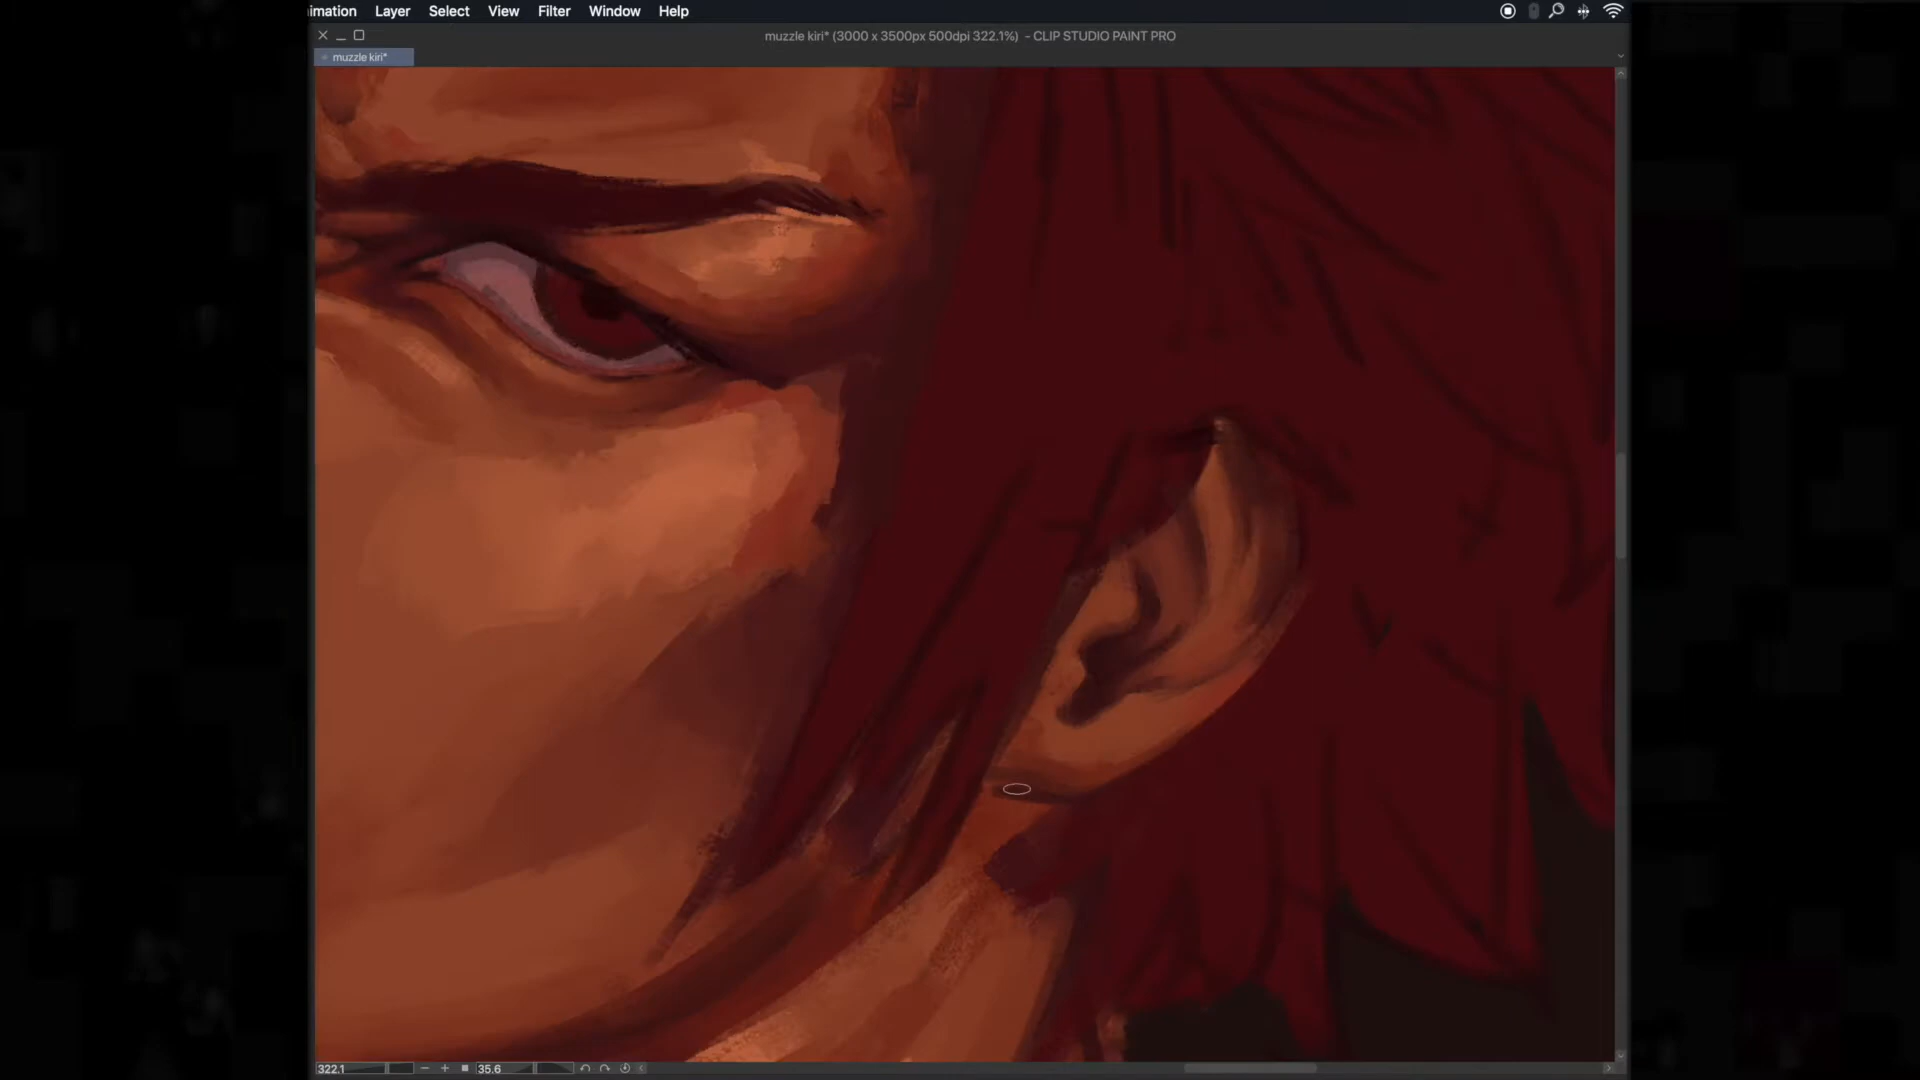 imation Layer Select View Filter Window Help
muzzle kiri* (3000 x 3500px 500dpi 322.1%) - CLIP STUDIO PAINT PRO
muzzle kiri*
322.1 35.6